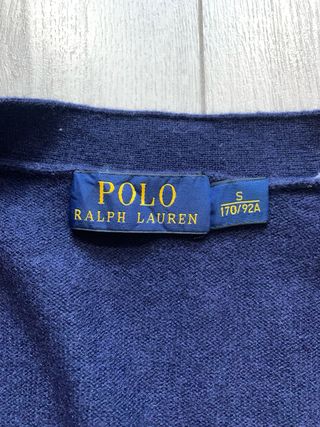 POLO
RALPH LAUREN
S
170/92A